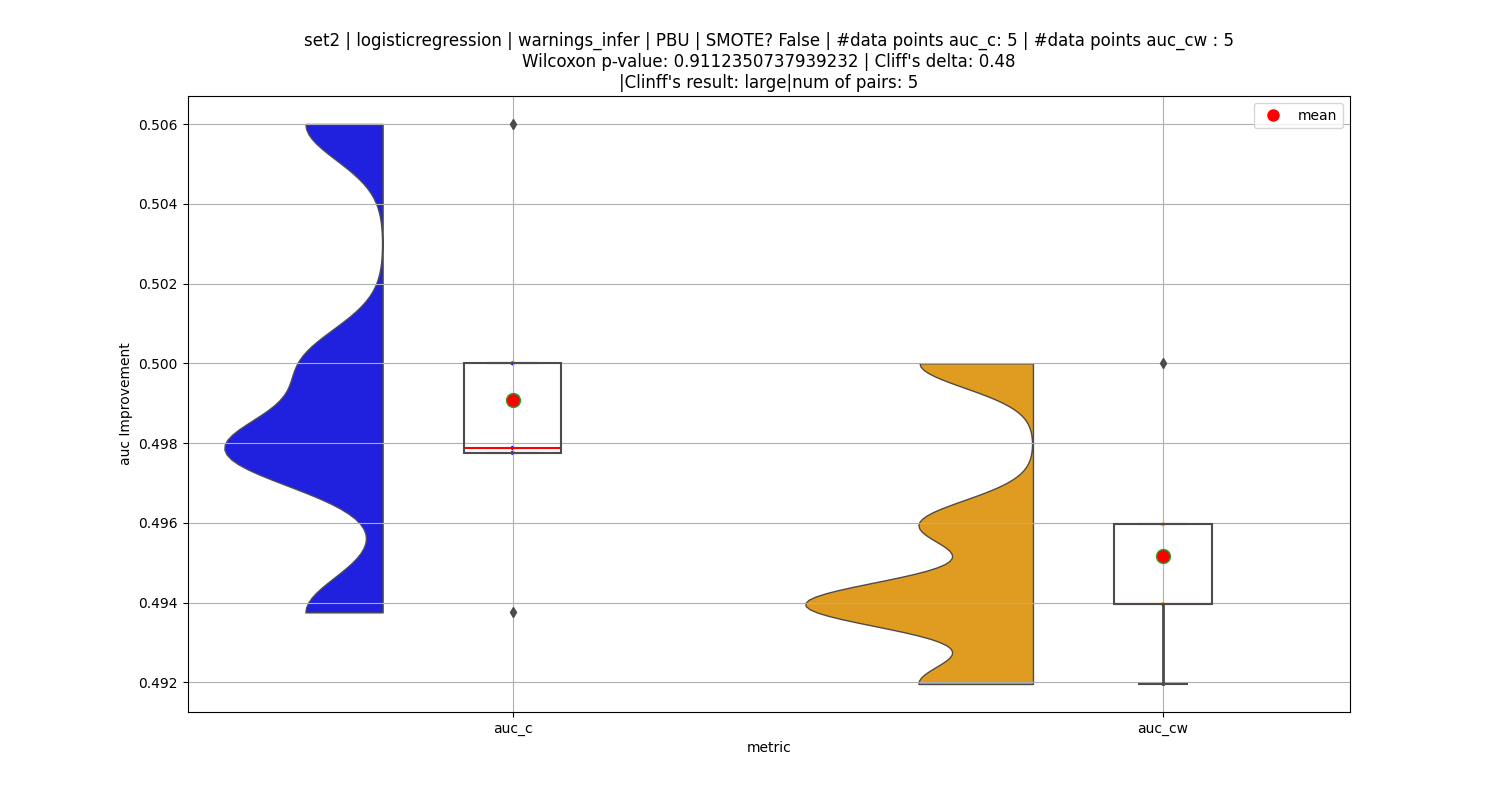 set2 | logisticregression | warnings_infer | PBU | SMOTE? False | #data points auc_c: 5 | #data points auc_cw : 5
Wilcoxon p-value: 0.9112350737939232 | Cliff's delta: 0.48
|Clinff's result: large|num of pairs: 5
mean
0.506
0.504
0.502
0.500
0.498
0.496
0.494
0.492
auc Improvement
auc_c
auc_cw
metric